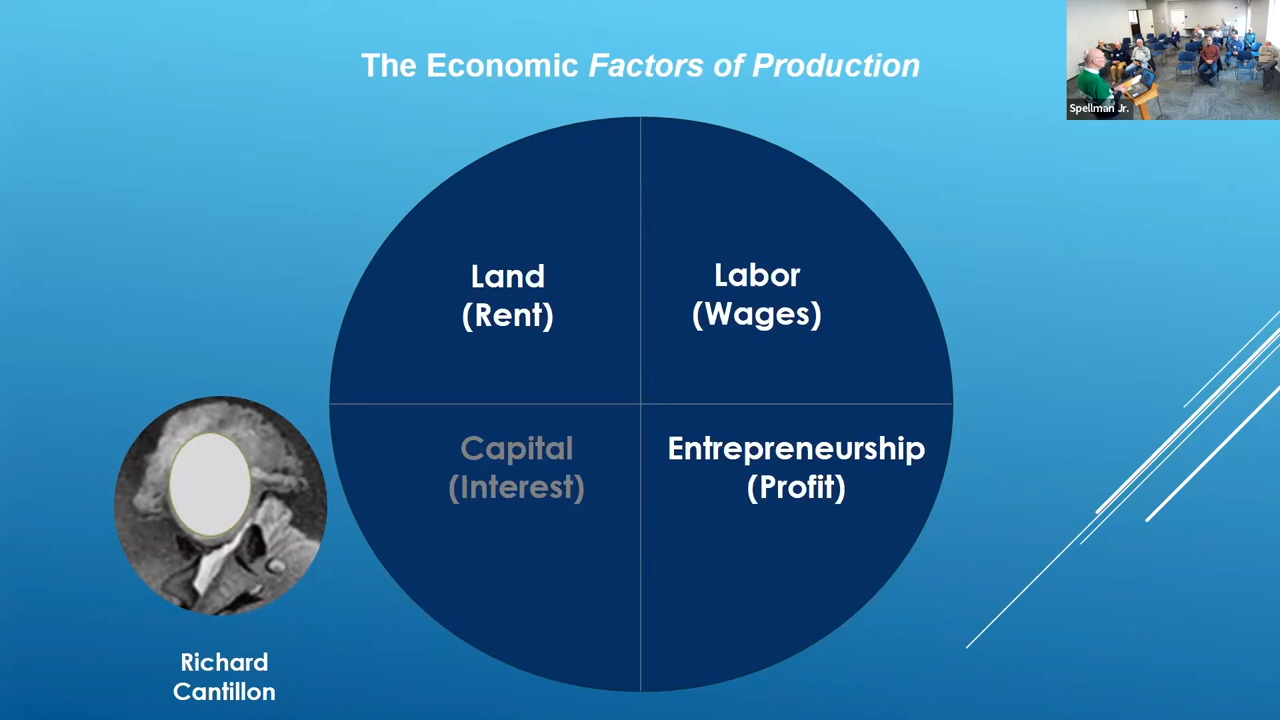 The Economic Factors of Production
Spellman Jr.
Land
(Rent)
Labor
(Wages)
Capital
(Interest)
Entrepreneurship
(Profit)
Richard
Cantillon